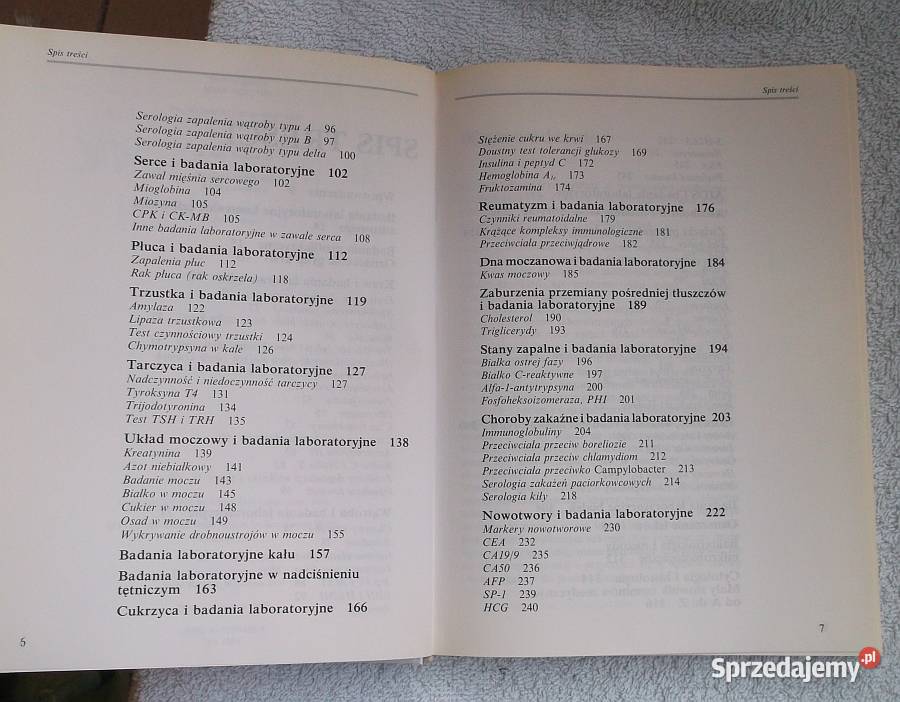 Spis treści
Serologia zapalenia wątroby typu A 96
Serologia zapalenia wątroby typu B 97
Serologia zapalenia wątroby typu delta 100
Serce i badania laboratoryjne 102
Zawał mięśnia sercowego 102
Mioglobina 104
Miozyna 105
CPK i CK-MB 105
Inne badania laboratoryjne w zawale serca 108
Płuca i badania laboratoryjne 112
Zapalenia płuc 112
Rak płuca (rak oskrzela) 118
Trzustka i badania laboratoryjne 119
Amylaza 122
Lipaza trzustkowa 123
Test czynnościowy trzustki 124
Chymotrypsyna w kale 126
Tarczyca i badania laboratoryjne 127
Nadczynność i niedoczynność tarczycy 127
Tyroksyna T4 131
Trijodotyronina 134
Test TSH i TRH 135
Układ moczowy i badania laboratoryjne 138
Kreatynina 139
Azot niebiałkowy 141
Badanie moczu 143
Białko w moczu 145
Cukier w moczu 148
Osad w moczu 149
Wykrywanie drobnoustrojów w moczu 155
Badania laboratoryjne kału 157
Badania laboratoryjne w nadciśnieniu
tętniczym 163
Cukrzyca i badania laboratoryjne 166
6
Spis treści
Stężenie cukru we krwi 167
Doustny test tolerancji glukozy 169
Insulina i peptyd C 172
Hemoglobina A 173
Fruktozamina 174
Reumatyzm i badania laboratoryjne 176
Czynniki reumatoidalne 179
Krążące kompleksy immunologiczne 181
Przeciwciała przeciwjądrowe 182
Dna moczanowa i badania laboratoryjne 184
Kwas moczowy 185
Zaburzenia przemiany pośredniej tłuszczów
i badania laboratoryjne 189
Cholesterol 190
Triglicerydy 193
Stany zapalne i badania laboratoryjne 194
Białka ostrej fazy 196
Białko C-reaktywne 197
Alfa-1-antytrypsyna 200
Fosfoheksoizomeraza, PHI 201
Choroby zakaźne i badania laboratoryjne 203
Immunoglobuliny 204
Przeciwciała przeciw boreliozie 211
Przeciwciała przeciw chlamydiom 212
Przeciwciała przeciwko Campylobacter 213
Serologia zakażeń paciorkowcowych 214
Serologia kiły 218
Nowotwory i badania laboratoryjne 222
Markery nowotworowe 230
CEA 232
CA19/9 235
CA50 236
AFP 237
SP-1 239
HCG 240
7
Sprzedajemy.pl